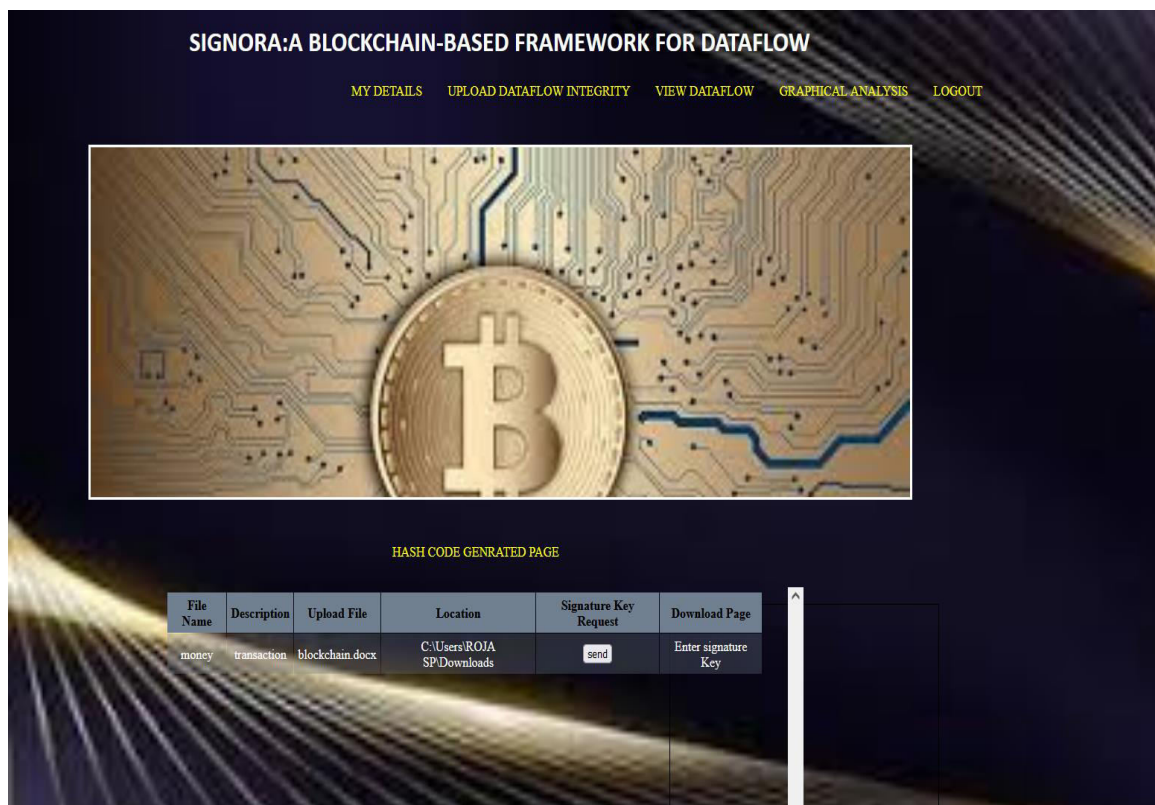 SIGNORA:A BLOCKCHAIN-BASED FRAMEWORK FOR DATAFLOW
MY DETAILS UPLOAD DATAFLOW INTEGRITY VIEW DATAFLOW GRAPHICAL ANALYSIS LOGOUT
B
HASH CODE GENRATED PAGE
File Name Description Upload File Location Signature Key Request Download Page
money transaction blockchain.docx C:\Users\ROJA SP\Downloads send Enter signature Key